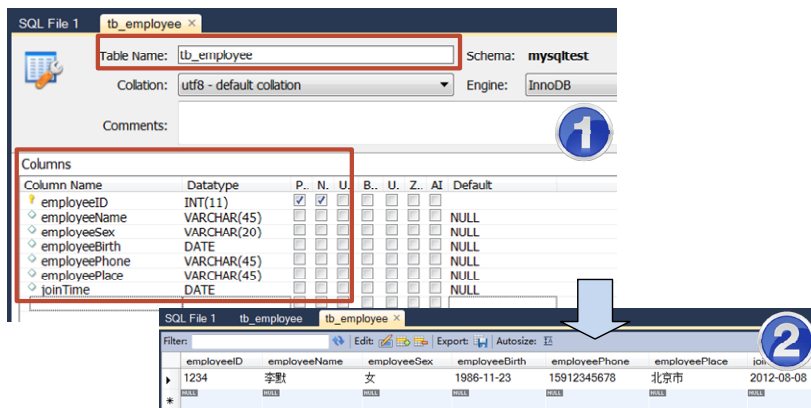 SQL File 1 tb_employee ×
Table Name: tb_employee Schema: mysqltest
Collation: utf8 - default collation Engine: InnoDB
Comments:
1
Columns
Column Name Datatype P.. N. U. B.. U. Z.. AI Default
employeeID INT(11)
employeeName VARCHAR(45) NULL
employeeSex VARCHAR(20) NULL
employeeBirth DATE NULL
employeePhone VARCHAR(45) NULL
employeePlace VARCHAR(45) NULL
joinTime DATE NULL
SQL File 1 tb_employee tb_employee ×
2
Filter: Edit: Export: Autosize:
employeeID employeeName employeeSex employeeBirth employeePhone employeePlace
1234 李默 女 1986-11-23 15912345678 北京市 2012-08-08
NULL NULL NULL NULL NULL NULL NULL